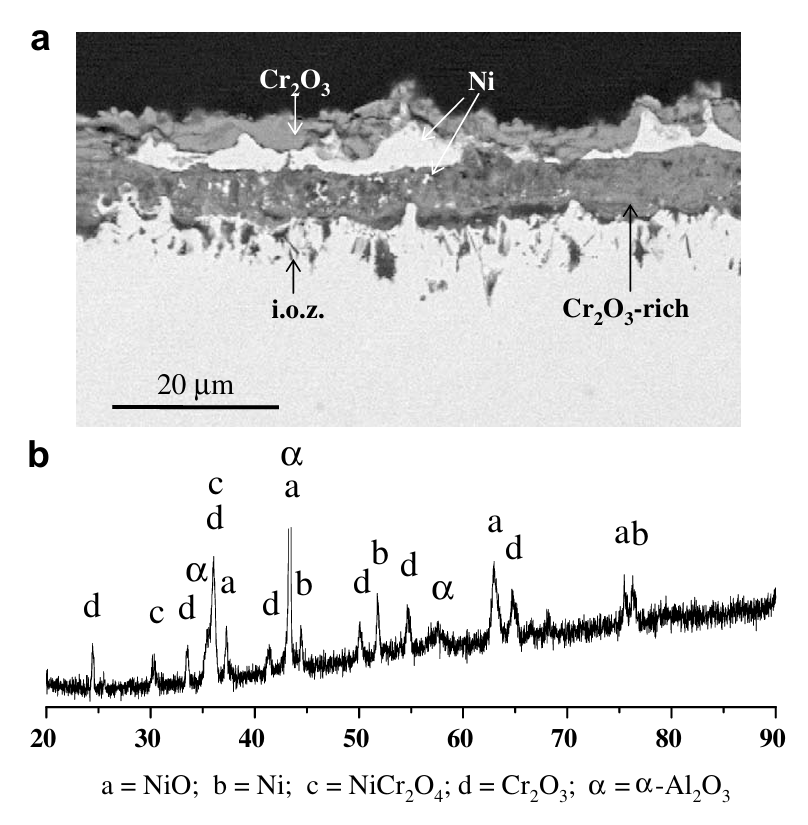 a
Cr₂O₃
Ni
i.o.z.
Cr₂O₃-rich
20 μm
b
α
c
a
d
a
b
d
α
a
d
b
d
c
d
d
d
α
a
b
20 30 40 50 60 70 80 90
a = NiO; b = Ni; c = NiCr₂O₄; d = Cr₂O₃; α = α-Al₂O₃